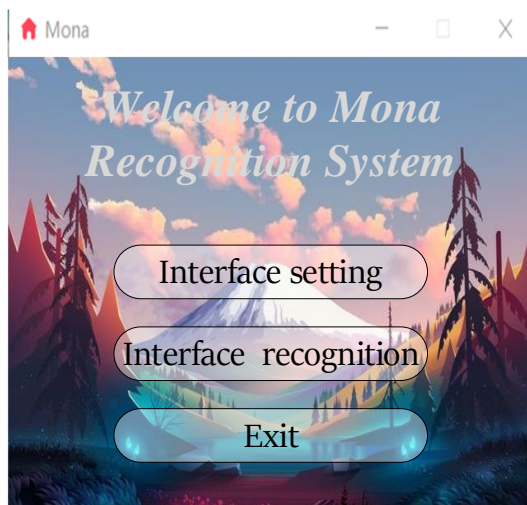 Mona
Welcome to Mona
Recognition System
Interface setting
Interface recognition
Exit